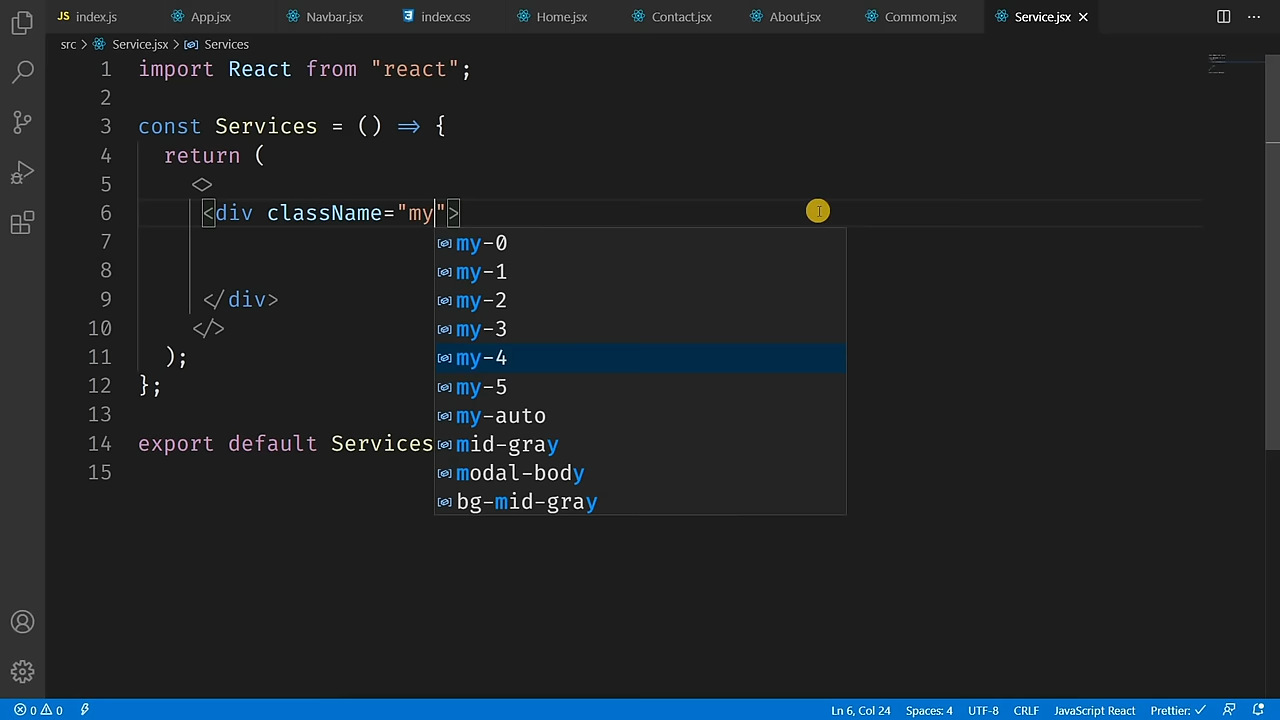 JS index.js App.jsx Navbar.jsx index.css Home.jsx Contact.jsx About.jsx Commom.jsx Service.jsx
src > Service.jsx > Services
1 import React from "react";
2
3 const Services = () => {
4 return (
5 <>
6 <div className="my">
7 my-0
8 my-1
9 </div> my-2
10 </> my-3
11 ); my-4
12 }; my-5
13 my-auto
14 export default Services mid-gray
15 modal-body
bg-mid-gray
0 0 Ln 6, Col 24 Spaces: 4 UTF-8 CRLF JavaScript React Prettier: ✓